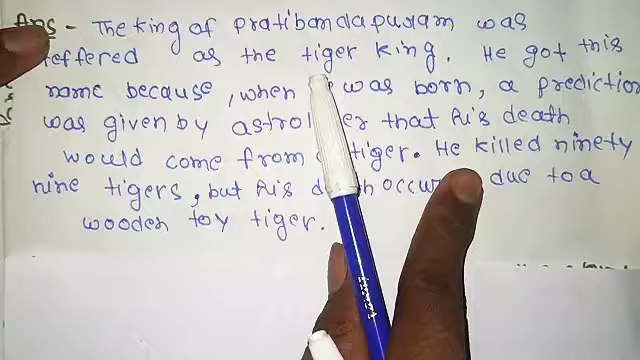 Ans - The king of pratibandapuram was
reffered as the tiger king. He got this
name because, when was born, a prediction
was given by that his death
would come from tiger. He killed ninety
nine tigers, but his due to a
wooden toy tiger.